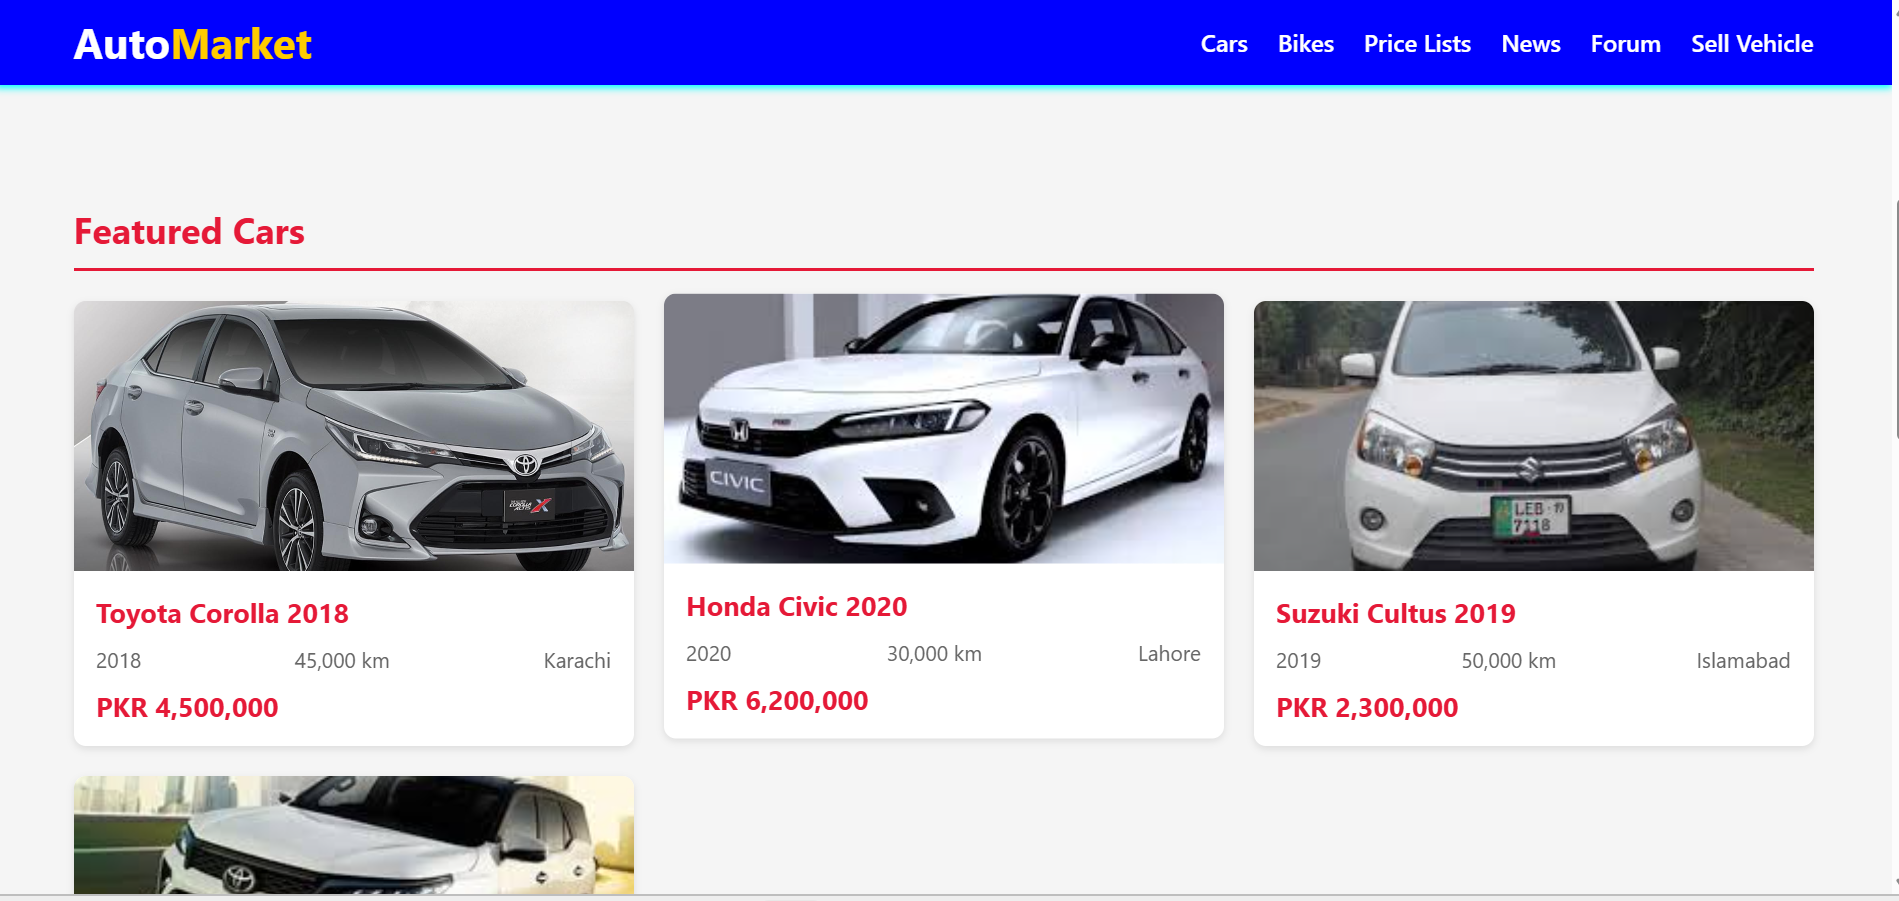 AutoMarket
Cars Bikes Price Lists News Forum Sell Vehicle
Featured Cars
CIVIC
LEB 19
7118
Toyota Corolla 2018
2018 45,000 km Karachi
PKR 4,500,000
Honda Civic 2020
2020 30,000 km Lahore
PKR 6,200,000
Suzuki Cultus 2019
2019 50,000 km Islamabad
PKR 2,300,000